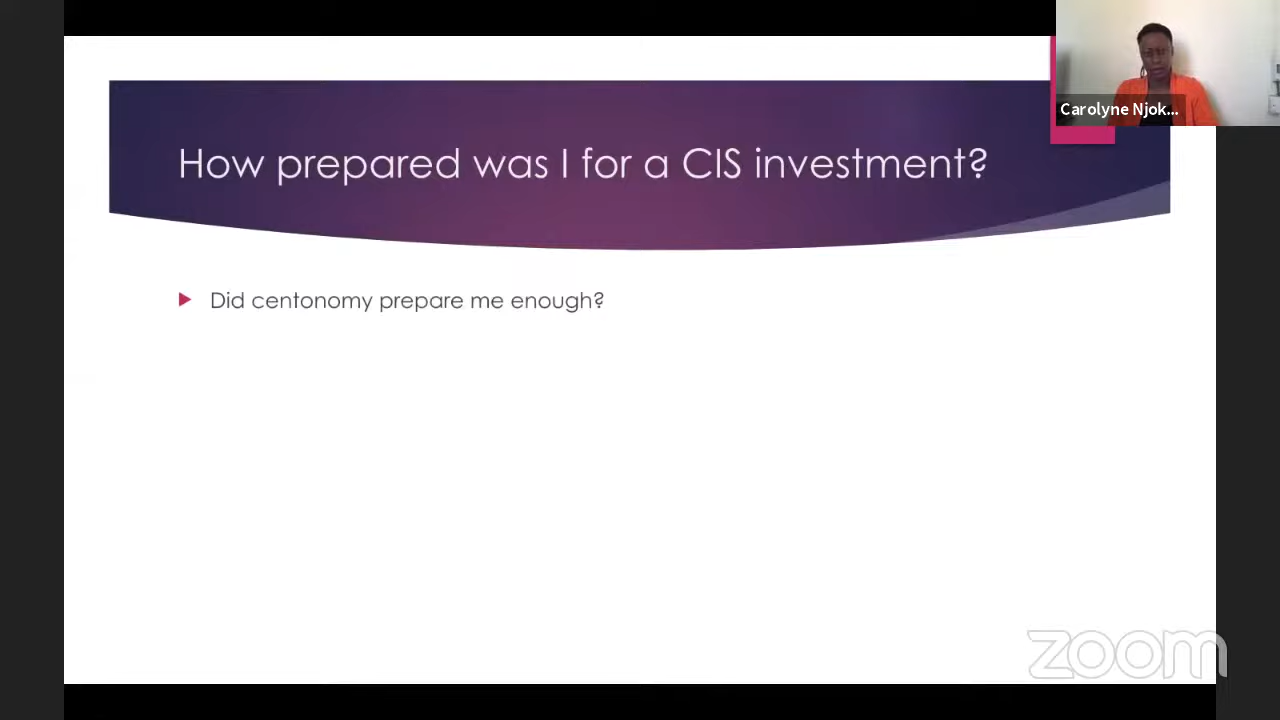 Carolyne Njok...
How prepared was I for a CIS investment?
Did centonomy prepare me enough?
zoom